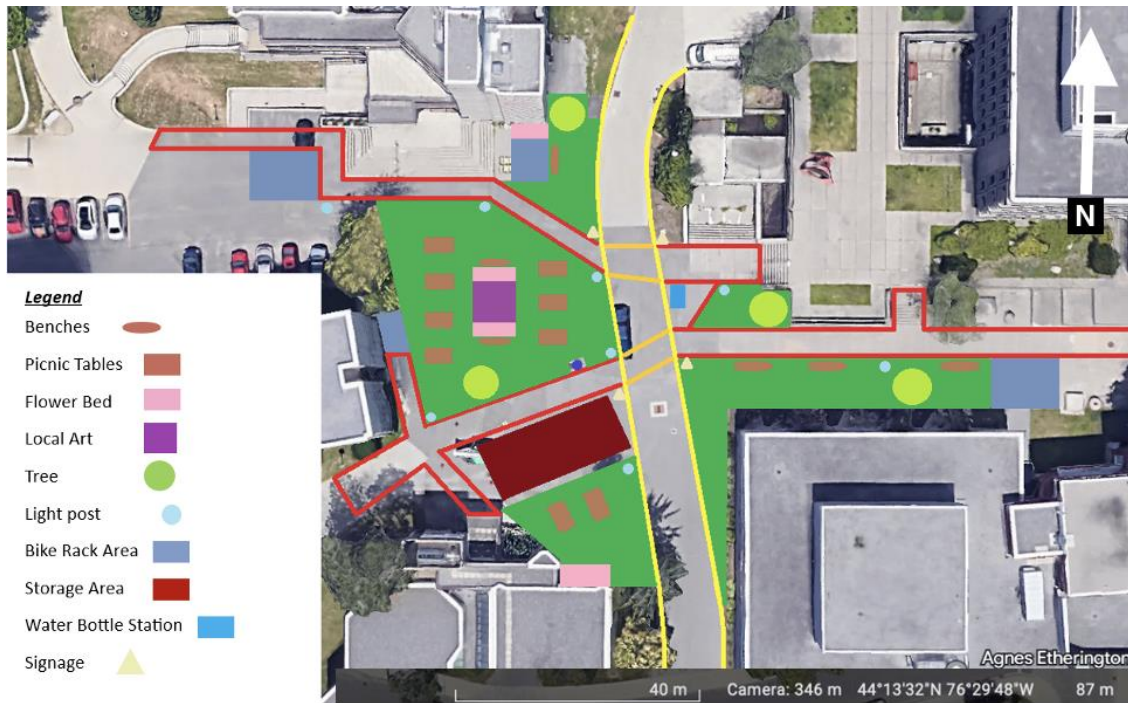 N
Legend
Benches
Picnic Tables
Flower Bed
Local Art
Tree
Light post
Bike Rack Area
Storage Area
Water Bottle Station
Signage
Agnes Etherington
40 m Camera: 346 m 44°13'32"N 76°29'48"W 87 m